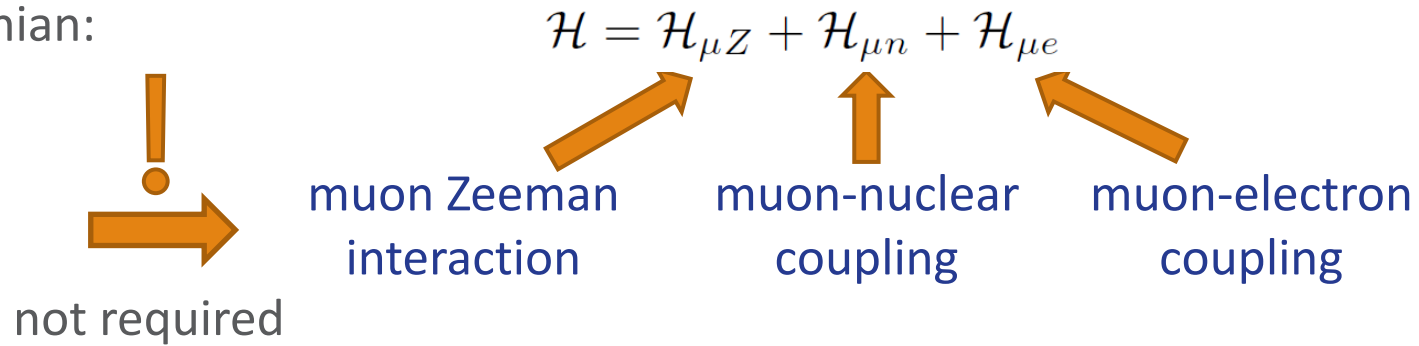 nian:
ℋ = ℋ_{μZ} + ℋ_{μn} + ℋ_{μe}
muon Zeeman
interaction
muon-nuclear
coupling
muon-electron
coupling
not required